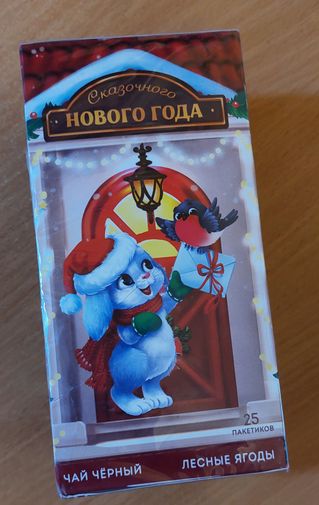 Сказочного
НОВОГО ГОДА
25
ПАКЕТИКОВ
ЧАЙ ЧЁРНЫЙ ЛЕСНЫЕ ЯГОДЫ